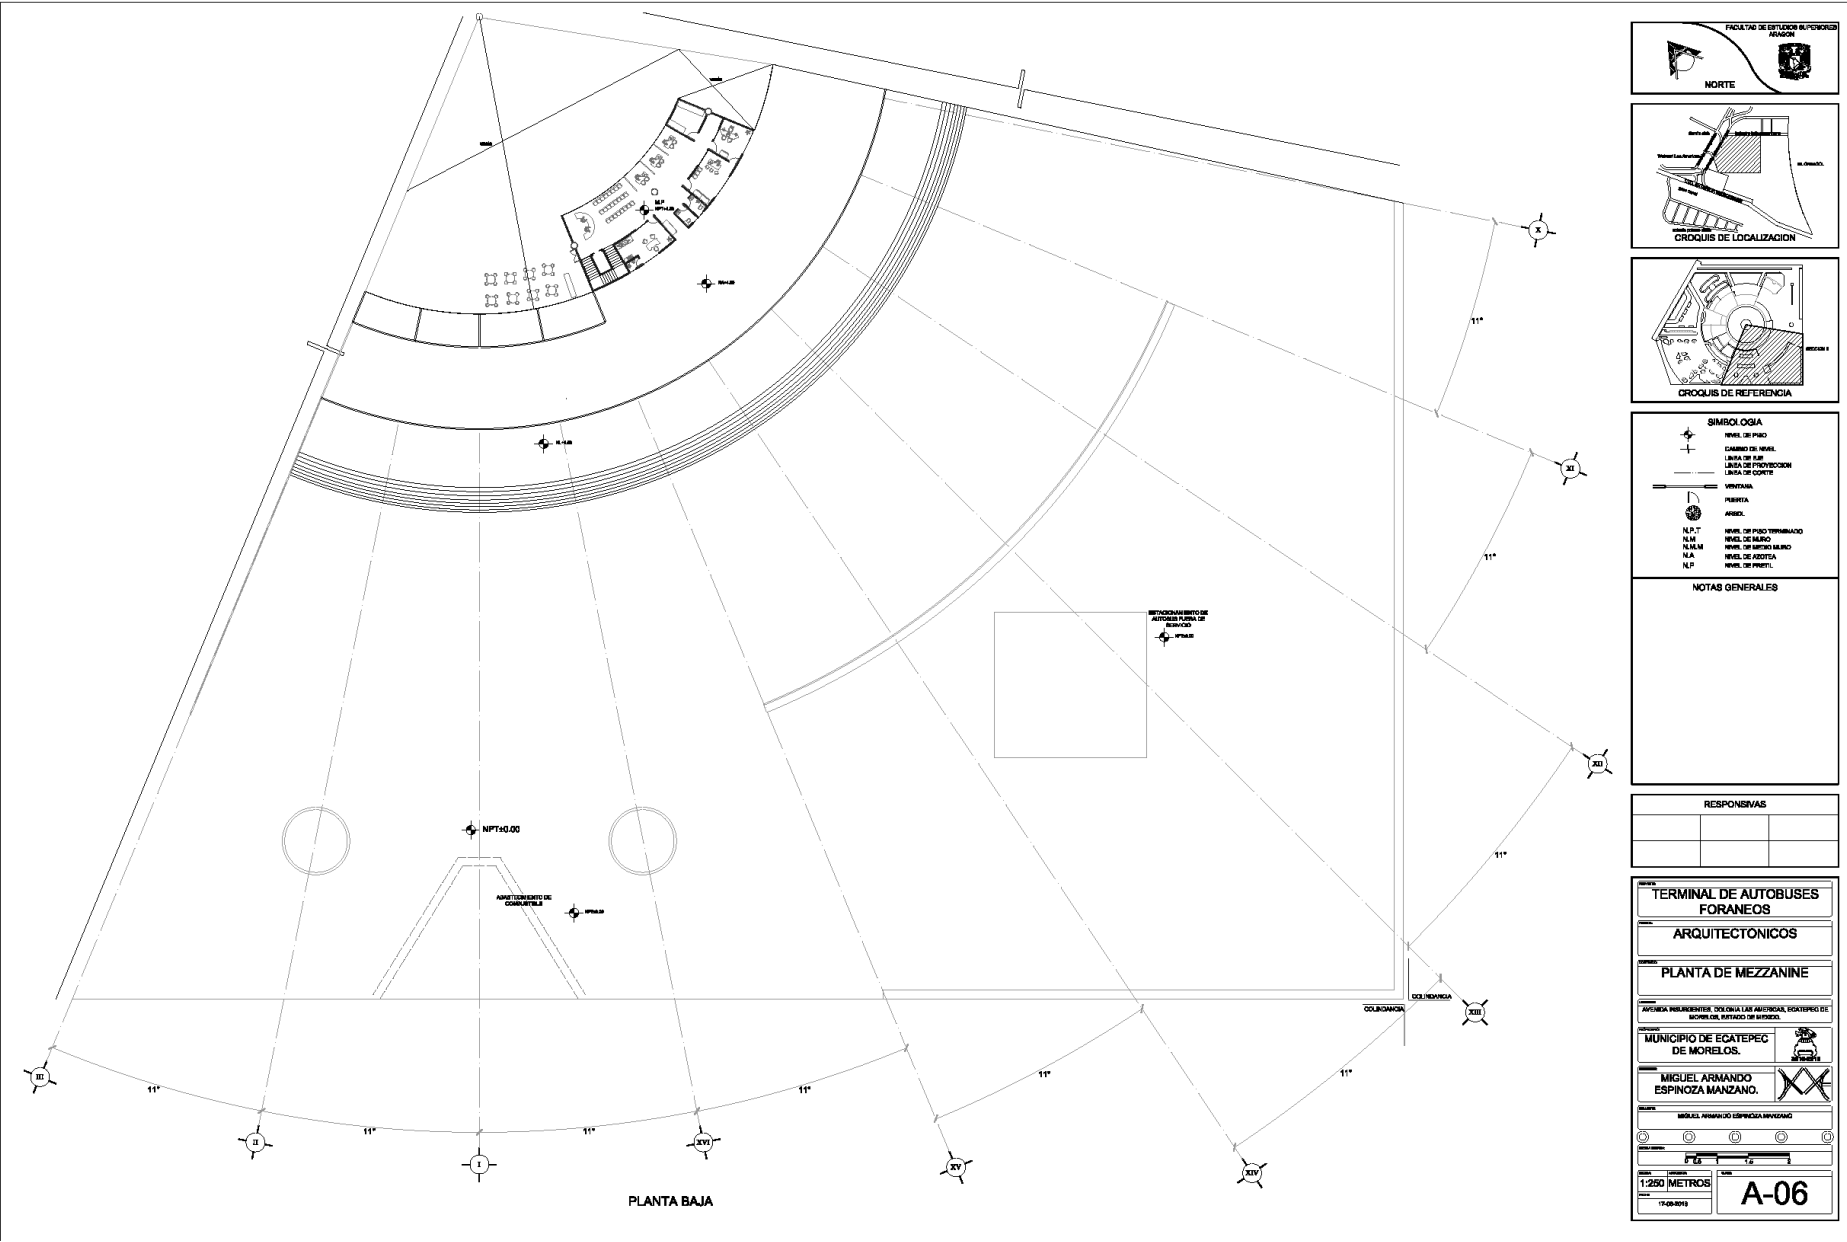 FACULTAD DE ESTUDIOS SUPERIORES
ARAGON
NORTE
CROQUIS DE LOCALIZACION
CROQUIS DE REFERENCIA
SIMBOLOGIA
NIVEL DE PISO
CAMBIO DE NIVEL
LINEA DE EJE
LINEA DE PROYECCION
LINEA DE CORTE
VENTANA
PUERTA
ARBOL
N.P.T NIVEL DE PISO TERMINADO
N.M NIVEL DE MURO
N.M.M NIVEL DE MEDIO MURO
N.A NIVEL DE AZOTEA
N.P NIVEL DE PRETIL
NOTAS GENERALES
RESPONSIVAS
TERMINAL DE AUTOBUSES
FORANEOS
ARQUITECTONICOS
PLANTA DE MEZZANINE
AVENIDA INSURGENTES, COLONIA LAS AMERICAS, ECATEPEC DE
MORELOS, ESTADO DE MEXICO.
MUNICIPIO DE ECATEPEC
DE MORELOS.
MIGUEL ARMANDO
ESPINOZA MANZANO.
MIGUEL ARMANDO ESPINOZA MANZANO
1:250 METROS
A-06
X
11°
XI
11°
XII
11°
ESTACIONAMIENTO DE
AUTOBUS FUERA DE
SERVICIO
NPT±0.00
ABASTECIMIENTO DE
COMBUSTIBLE
COLINDANCIA
COLINDANCIA
XIII
III
11°
II
11°
I
11°
XVI
11°
XV
11°
XIV
11°
PLANTA BAJA